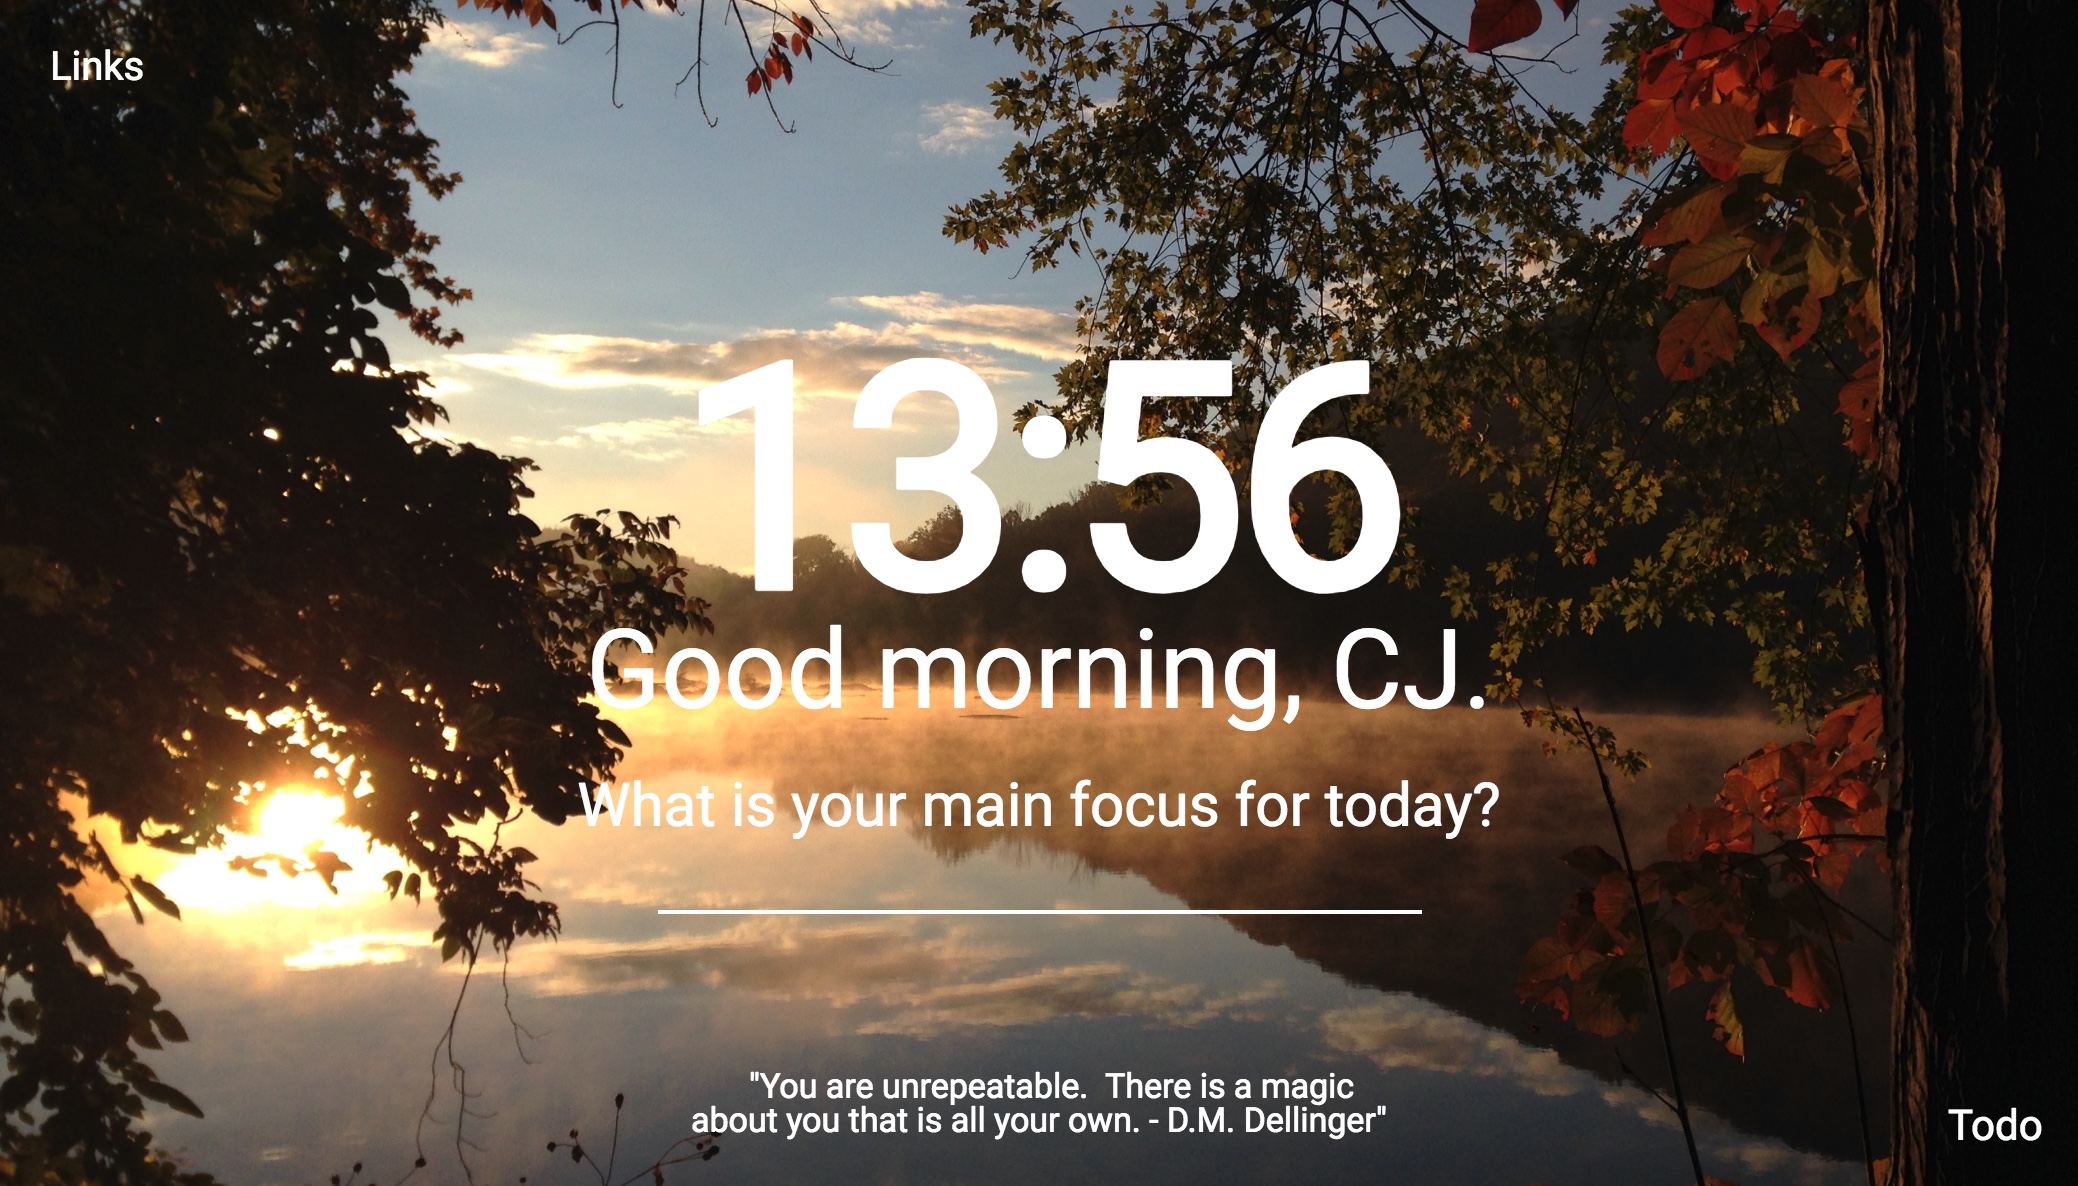 Links
13:56
Good morning, CJ.
What is your main focus for today?
"You are unrepeatable.  There is a magic
about you that is all your own. - D.M. Dellinger"
Todo